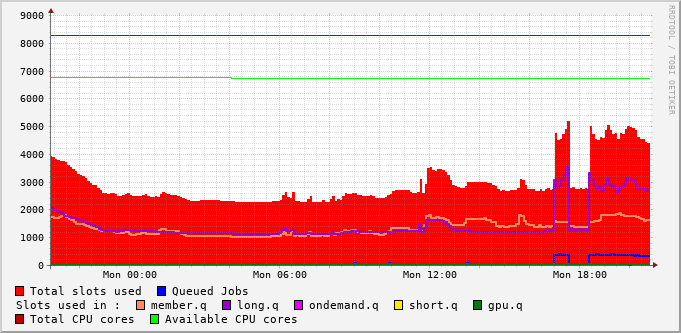 RRDTOOL / TOBI OETIKER
9000
8000
7000
6000
5000
4000
3000
2000
1000
0
Mon 00:00 Mon 06:00 Mon 12:00 Mon 18:00
Total slots used Queued Jobs
Slots used in : member.q long.q ondemand.q short.q gpu.q
Total CPU cores Available CPU cores